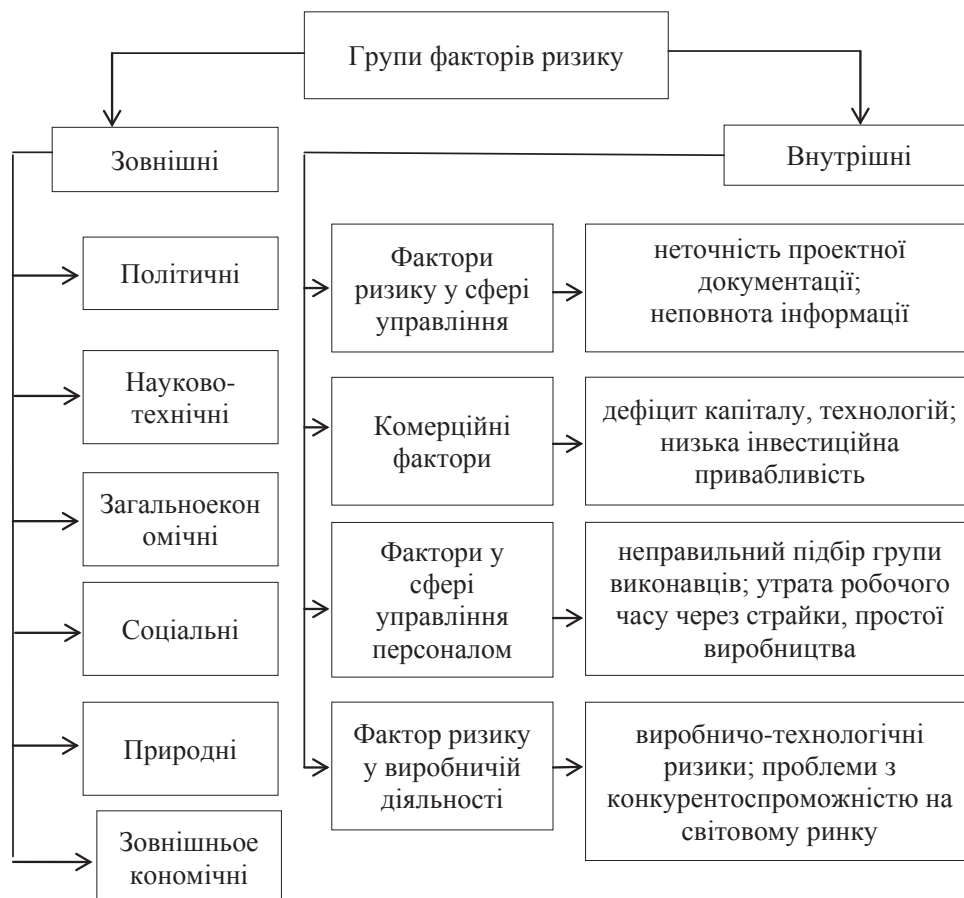 Групи факторів ризику
Зовнішні
Внутрішні
Політичні
Науково-
технічні
Загальноекон
омічні
Соціальні
Природні
Зовнішньое
кономічні
Фактори
ризику у сфері
управління
неточність проектної
документації;
неповнота інформації
Комерційні
фактори
дефіцит капіталу, технологій;
низька інвестиційна
привабливість
Фактори у
сфері
управління
персоналом
неправильний підбір групи
виконавців; утрата робочого
часу через страйки, простої
виробництва
Фактор ризику
у виробничій
діяльності
виробничо-технологічні
ризики; проблеми з
конкурентоспроможністю на
світовому ринку